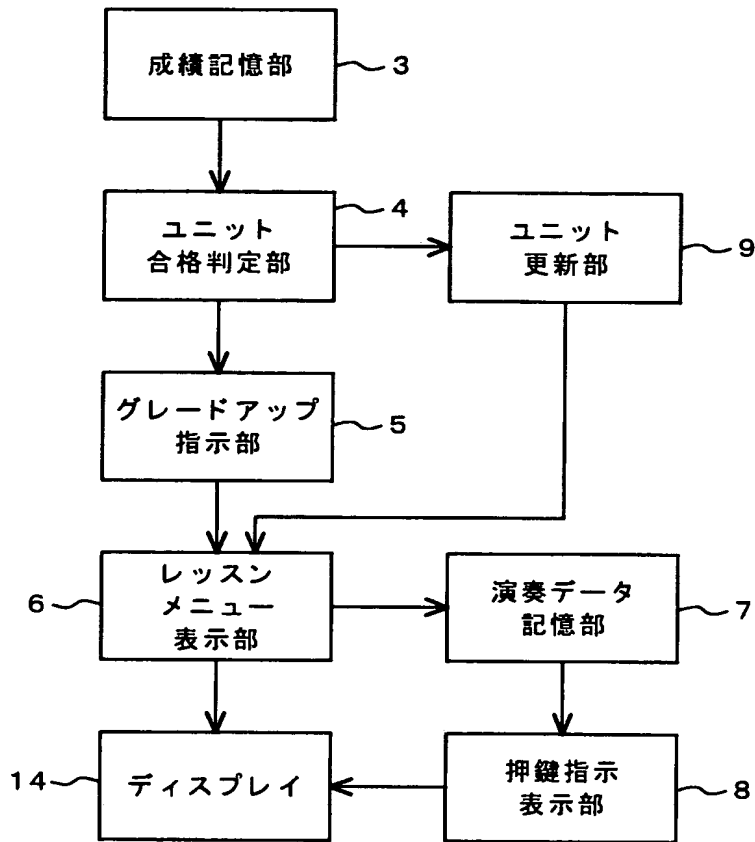 成績記憶部
3
ユニット
合格判定部
4
ユニット
更新部
9
グレードアップ
指示部
5
レッスン
メニュー
表示部
6
演奏データ
記憶部
7
ディスプレイ
14
押鍵指示
表示部
8